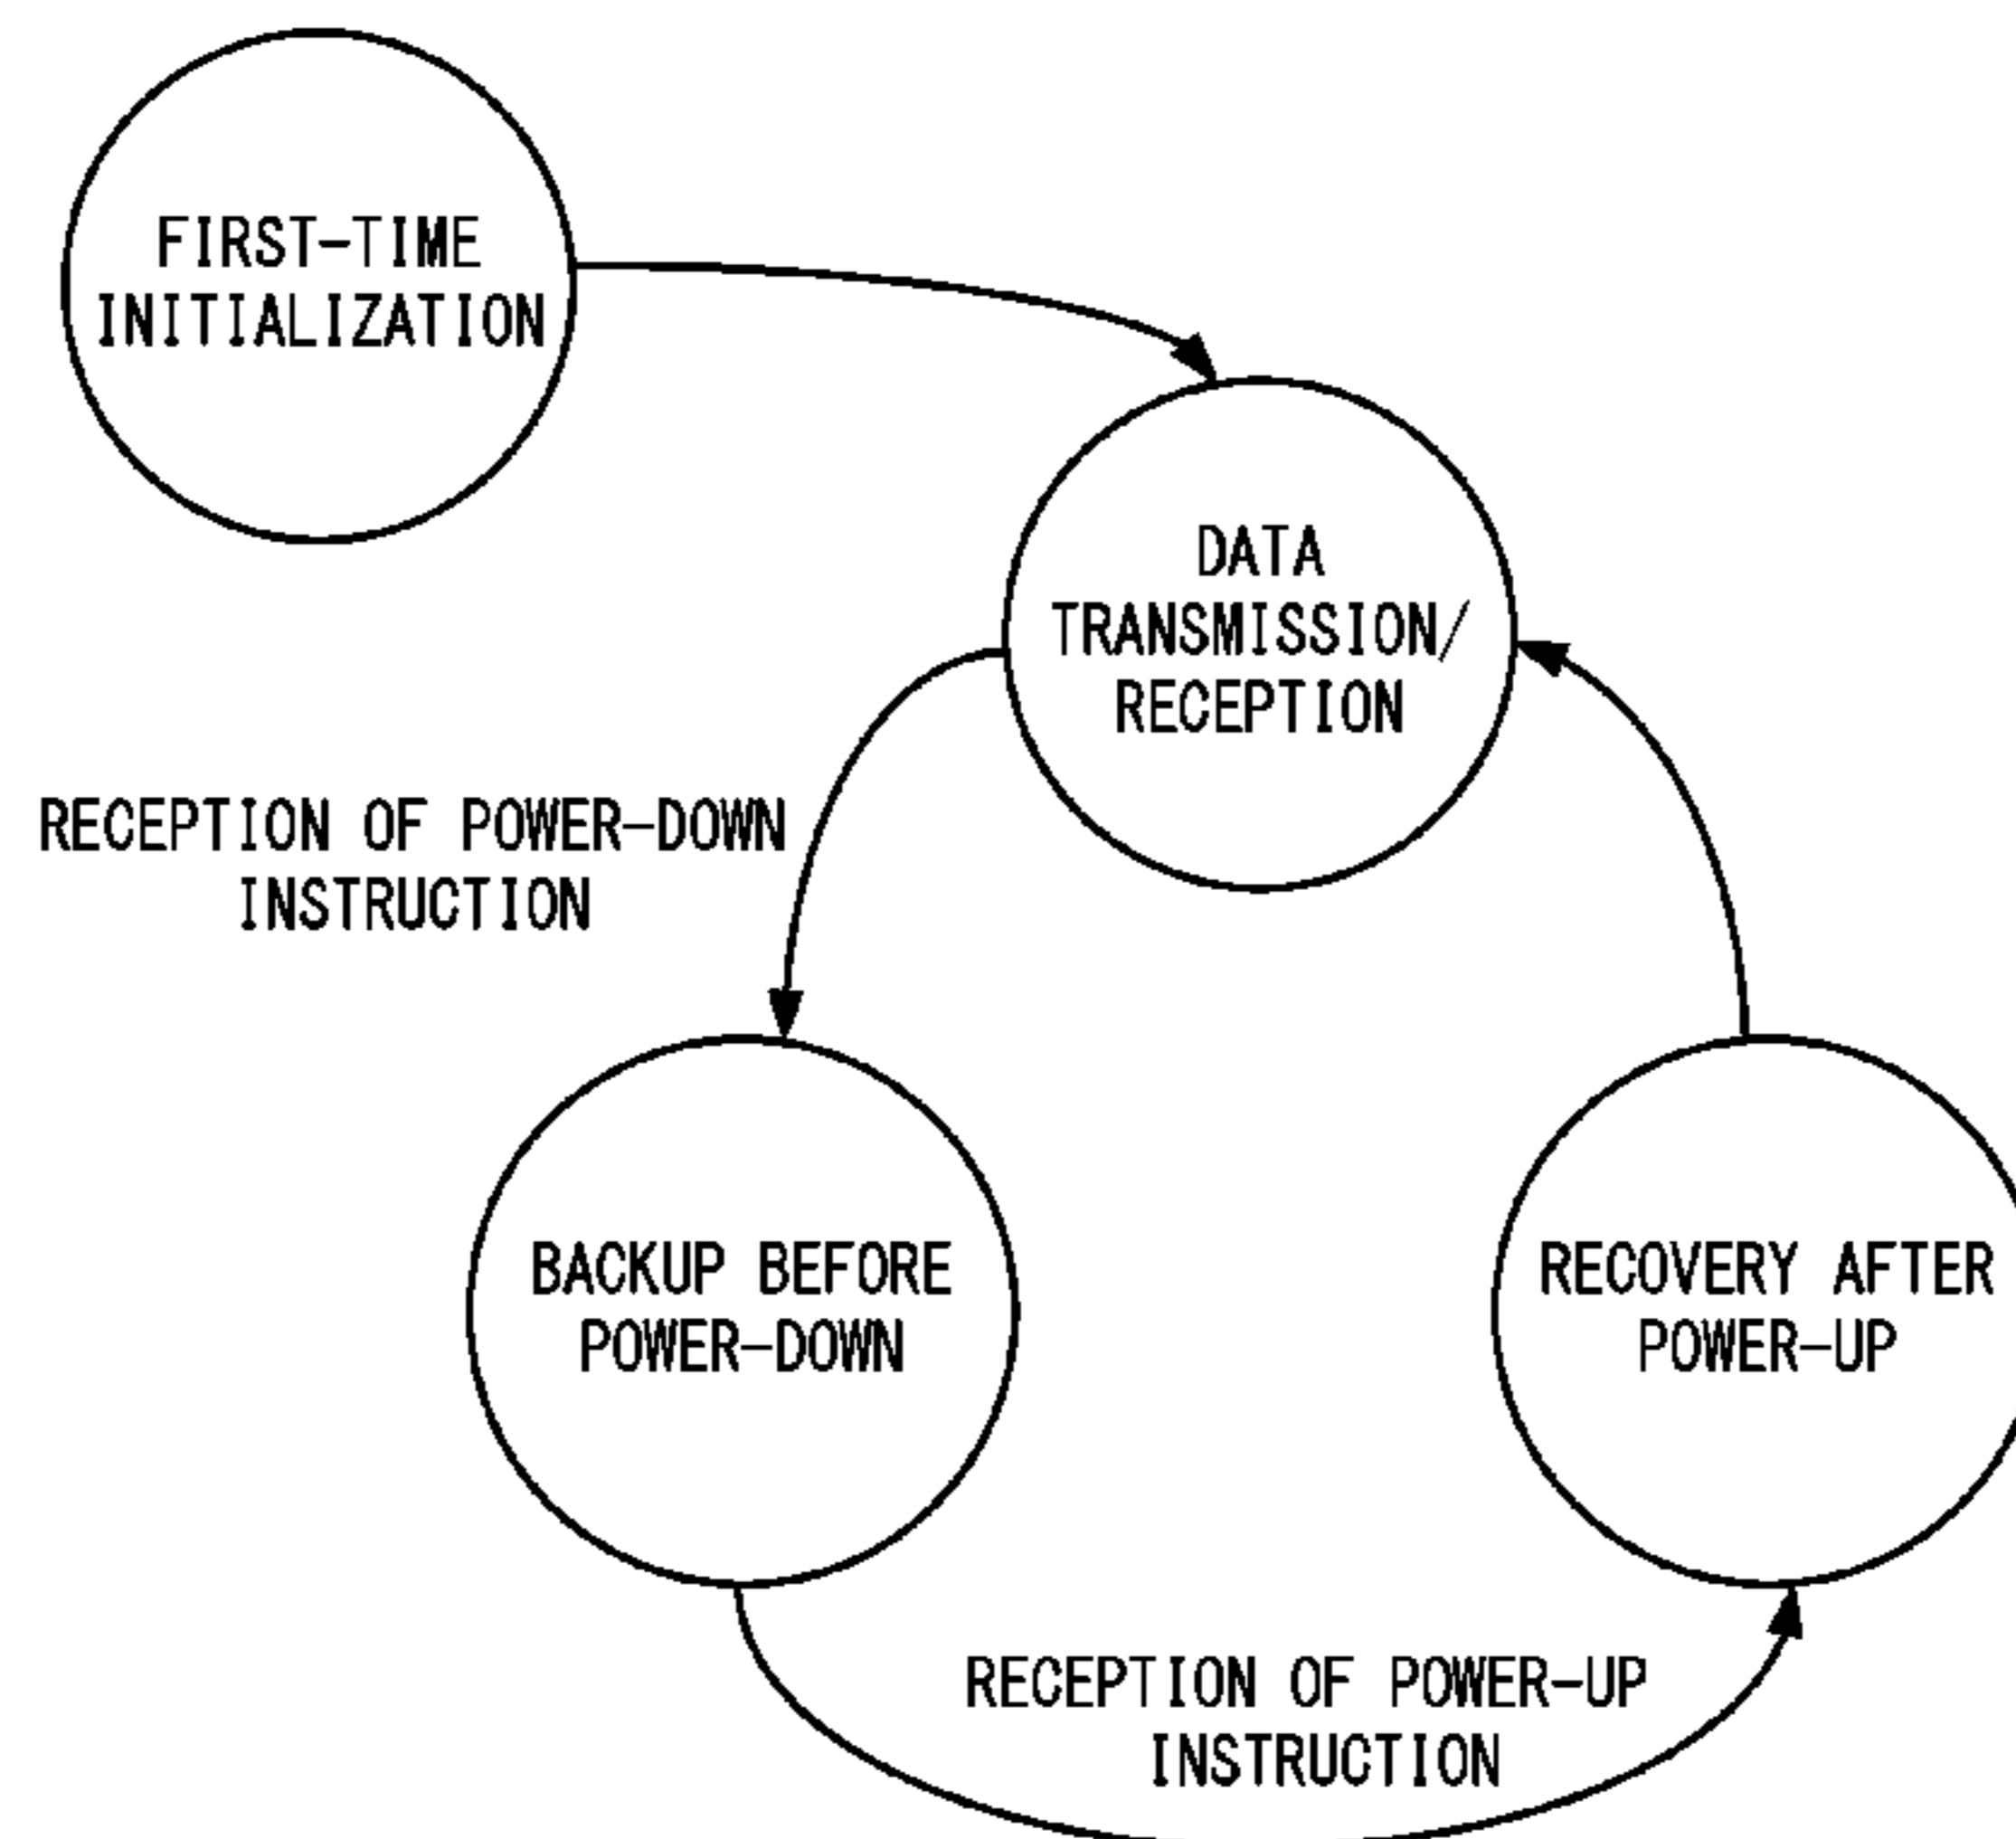 FIRST-TIME
INITIALIZATION
DATA
TRANSMISSION/
RECEPTION
RECEPTION OF POWER-DOWN
INSTRUCTION
BACKUP BEFORE
POWER-DOWN
RECOVERY AFTER
POWER-UP
RECEPTION OF POWER-UP
INSTRUCTION